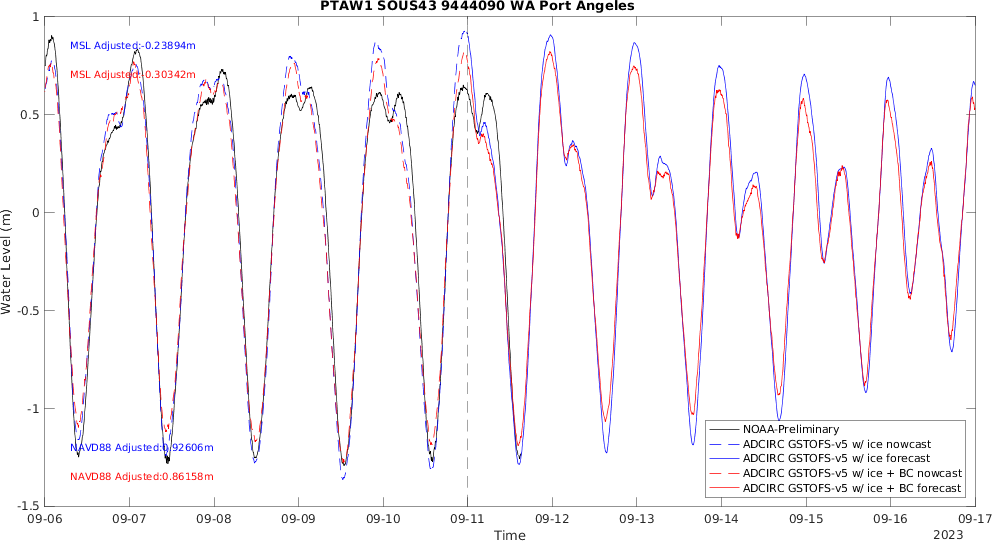 PTAW1 SOUS43 9444090 WA Port Angeles
MSL Adjusted:-0.23894m
MSL Adjusted:-0.30342m
NAVD88 Adjusted:0.92606m
NAVD88 Adjusted:0.86158m
Water Level (m)
1
0.5
0
-0.5
-1
-1.5
NOAA-Preliminary
ADCIRC GSTOFS-v5 w/ ice nowcast
ADCIRC GSTOFS-v5 w/ ice forecast
ADCIRC GSTOFS-v5 w/ ice + BC nowcast
ADCIRC GSTOFS-v5 w/ ice + BC forecast
09-06 09-07 09-08 09-09 09-10 09-11 09-12 09-13 09-14 09-15 09-16 09-17
Time
2023